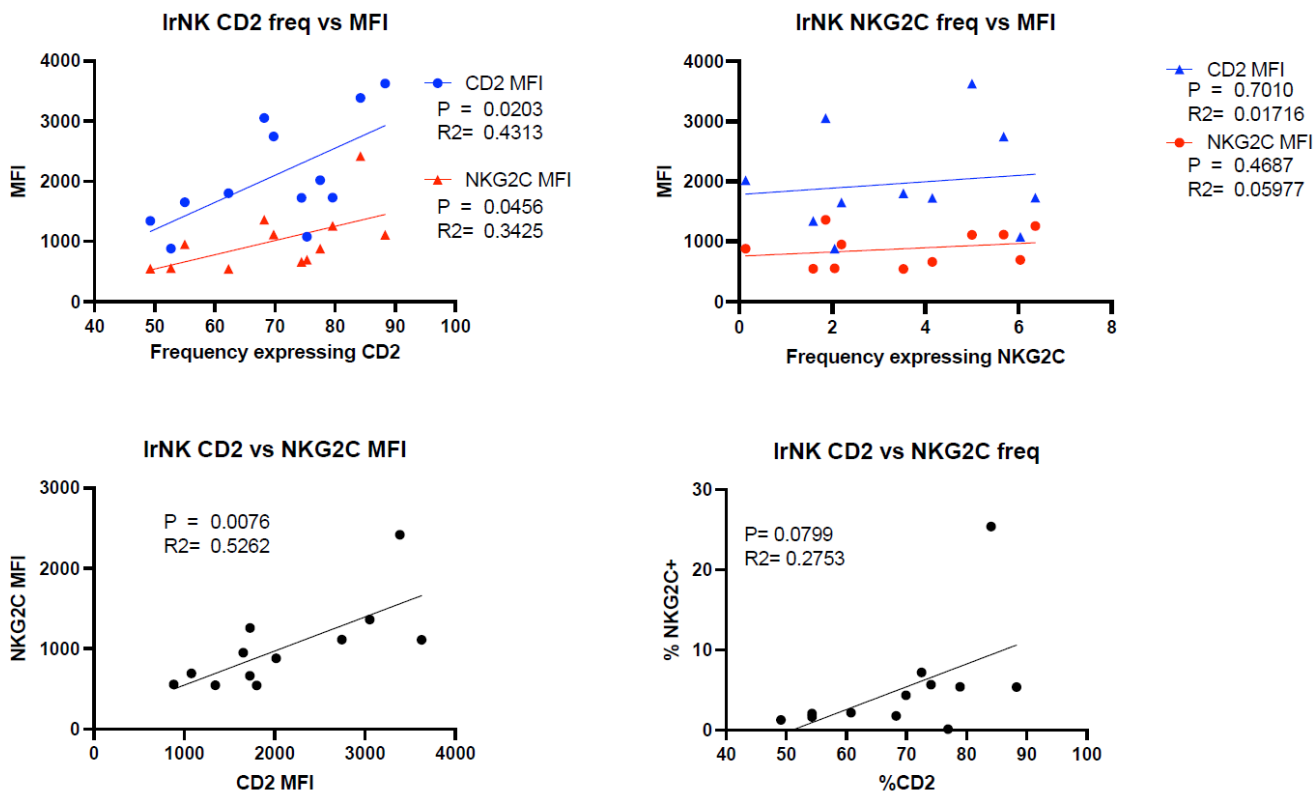 IrNK CD2 freq vs MFI
4000
3000
2000
1000
0
MFI
40 50 60 70 80 90 100
Frequency expressing CD2
CD2 MFI
P = 0.0203
R2= 0.4313
NKG2C MFI
P = 0.0456
R2= 0.3425
IrNK NKG2C freq vs MFI
4000
3000
2000
1000
0
MFI
0 2 4 6 8
Frequency expressing NKG2C
CD2 MFI
P = 0.7010
R2= 0.01716
NKG2C MFI
P = 0.4687
R2= 0.05977
IrNK CD2 vs NKG2C MFI
3000
2000
1000
0
NKG2C MFI
P = 0.0076
R2= 0.5262
0 1000 2000 3000 4000
CD2 MFI
IrNK CD2 vs NKG2C freq
30
20
10
0
% NKG2C+
P= 0.0799
R2= 0.2753
40 50 60 70 80 90 100
%CD2